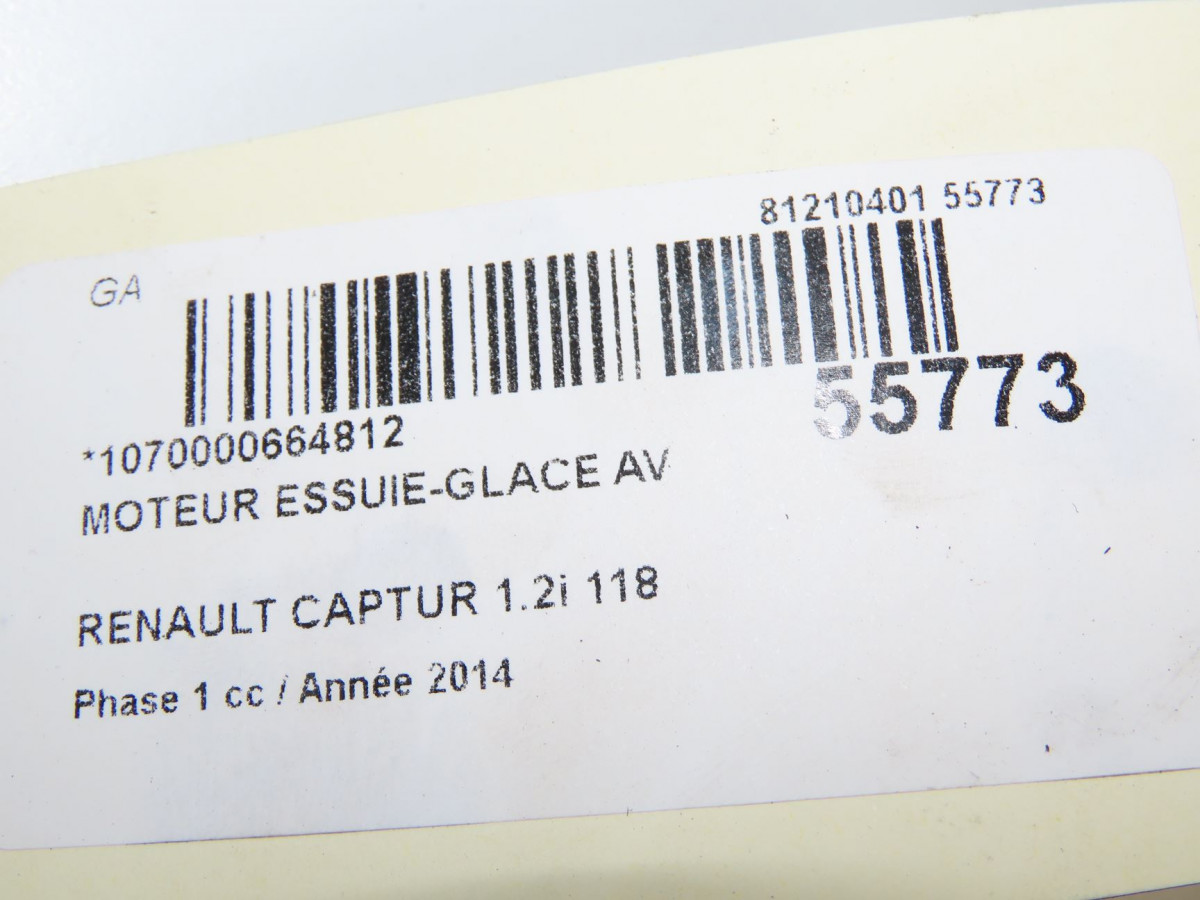 81210401 55773
GA
55773
*1070000664812
MOTEUR ESSUIE-GLACE AV
RENAULT CAPTUR 1.2i 118
Phase 1 cc / Année 2014